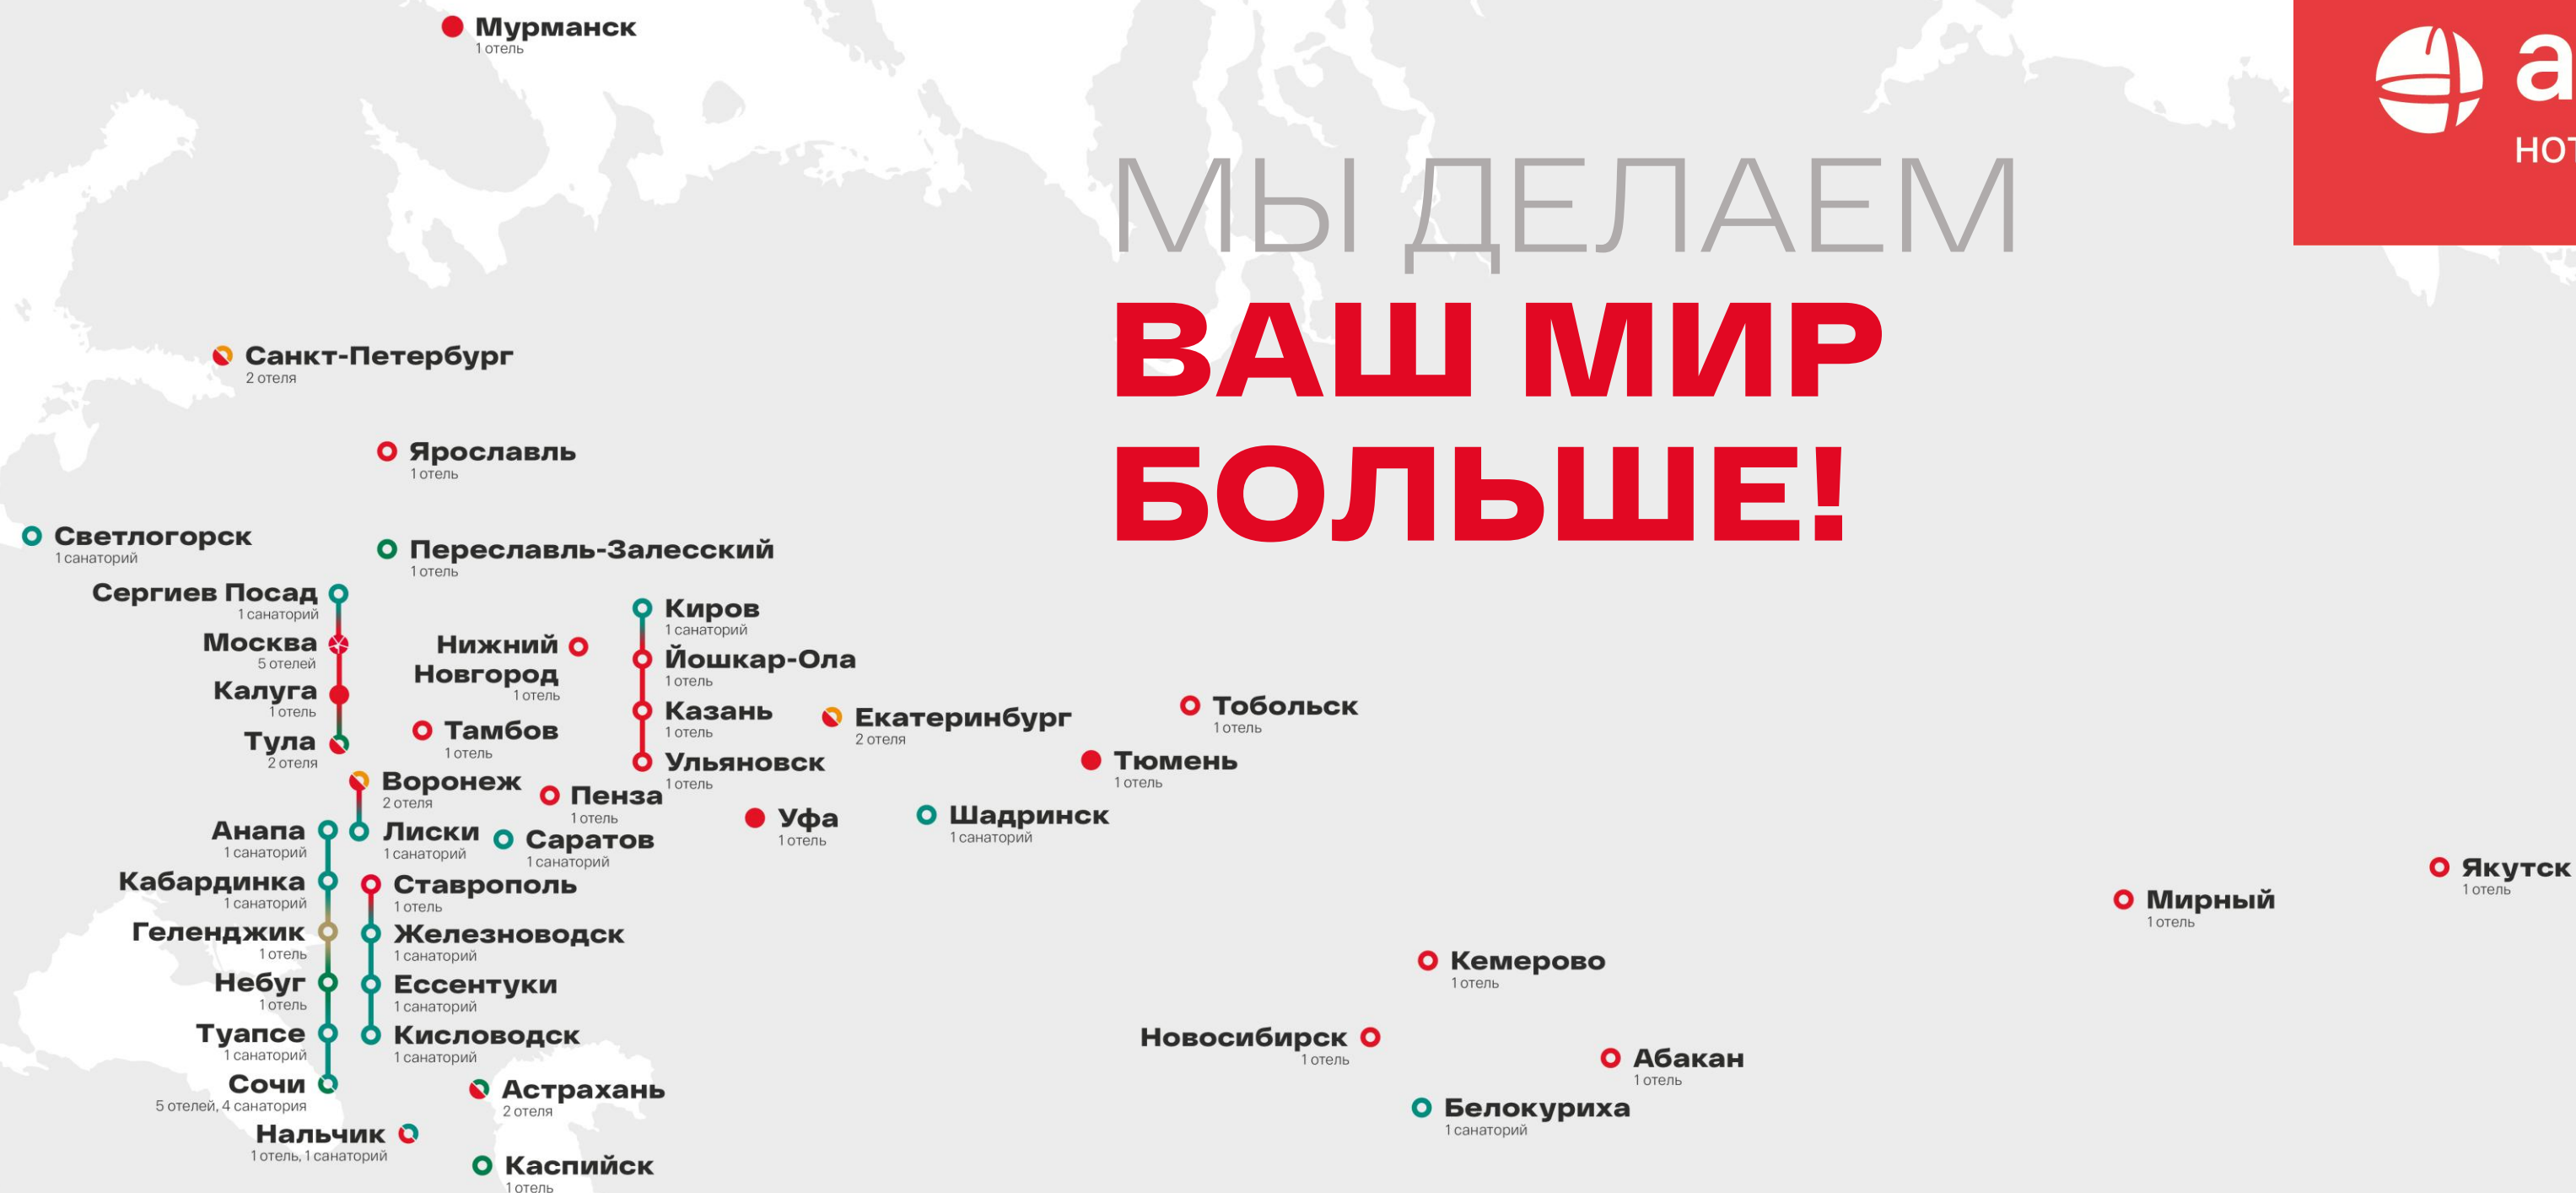 Мурманск
1 отель
a
НОТ
МЫ ДЕЛАЕМ
ВАШ МИР
БОЛЬШЕ!
Санкт-Петербург
2 отеля
Ярославль
1 отель
Светлогорск
1 санаторий
Переславль-Залесский
1 отель
Сергиев Посад
1 санаторий
Москва
5 отелей
Калуга
1 отель
Тула
2 отеля
Нижний
Новгород
1 отель
Тамбов
1 отель
Киров
1 санаторий
Йошкар-Ола
1 отель
Казань
1 отель
Ульяновск
1 отель
Екатеринбург
2 отеля
Тобольск
1 отель
Тюмень
1 отель
Воронеж
2 отеля
Лиски
1 санаторий
Пенза
1 отель
Саратов
1 санаторий
Уфа
1 отель
Шадринск
1 санаторий
Анапа
1 санаторий
Кабардинка
1 санаторий
Геленджик
1 отель
Небуг
1 отель
Туапсе
1 санаторий
Сочи
5 отелей, 4 санатория
Ставрополь
1 отель
Железноводск
1 санаторий
Ессентуки
1 санаторий
Кисловодск
1 санаторий
Астрахань
2 отеля
Нальчик
1 отель, 1 санаторий
Каспийск
1 отель
Якутск
1 отель
Мирный
1 отель
Кемерово
1 отель
Новосибирск
1 отель
Абакан
1 отель
Белокуриха
1 санаторий